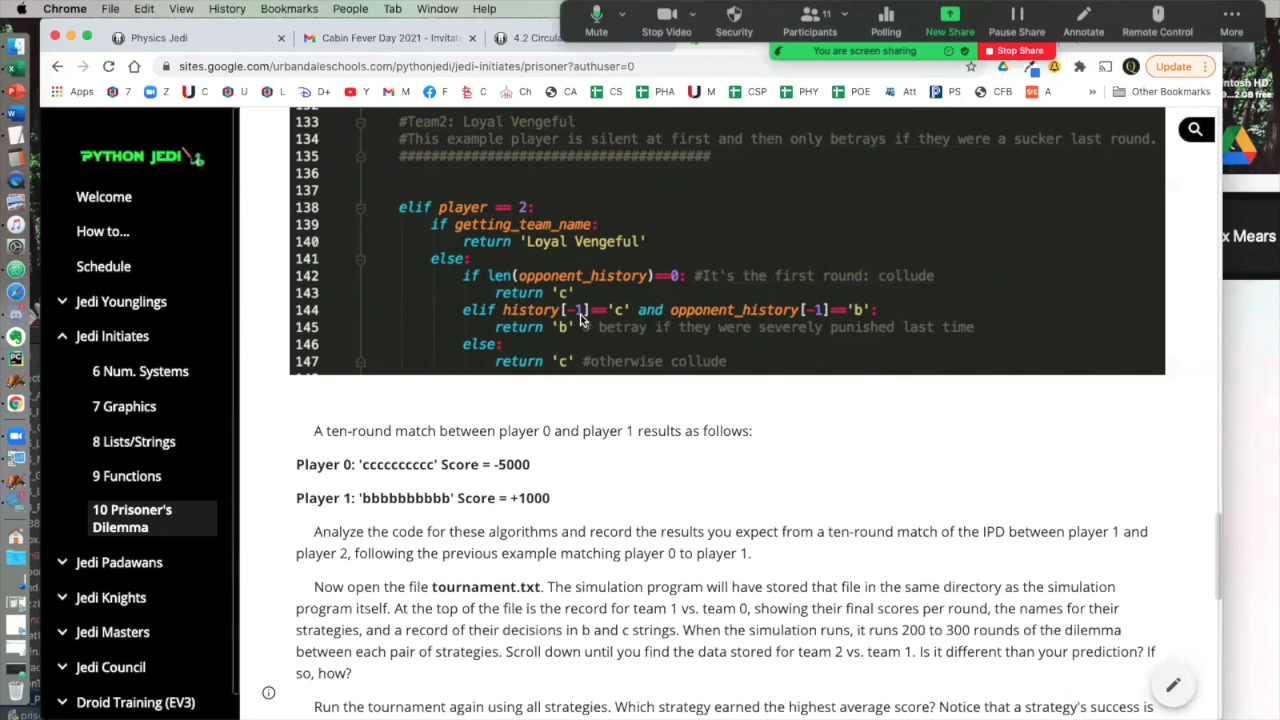 Chrome File Edit View History Bookmarks People Tab Window Help
Mute Stop Video Security Participants 11 Polling New Share Pause Share Annotate Remote Control More
You are screen sharing Stop Share
Physics Jedi × M Cabin Fever Day 2021 - Invitat × 4.2 Circula
sites.google.com/urbandaleschools.com/pythonjedi/jedi-initiates/prisoner?authuser=0
Update
Apps 7 Z C U L D+ Y M F C CA CS PHA M CSP PHY POE Att PS CFB A » Other Bookmarks
PYTHON JEDI
Welcome
How to...
Schedule
Jedi Younglings
Jedi Initiates
6 Num. Systems
7 Graphics
8 Lists/Strings
9 Functions
10 Prisoner's
Dilemma
Jedi Padawans
Jedi Knights
Jedi Masters
Jedi Council
Droid Training (EV3)
132
133 #Team2: Loyal Vengeful
134 #This example player is silent at first and then only betrays if they were a sucker last round.
135 #######################################
136
137
138 elif player == 2:
139 if getting_team_name:
140 return 'Loyal Vengeful'
141 else:
142 if len(opponent_history)==0: #It's the first round: collude
143 return 'c'
144 elif history[-1]=='c' and opponent_history[-1]=='b':
145 return 'b' # betray if they were severely punished last time
146 else:
147 return 'c' #otherwise collude
A ten-round match between player 0 and player 1 results as follows:
Player 0: 'cccccccccc' Score = -5000
Player 1: 'bbbbbbbbbb' Score = +1000
Analyze the code for these algorithms and record the results you expect from a ten-round match of the IPD between player 1 and
player 2, following the previous example matching player 0 to player 1.
Now open the file tournament.txt. The simulation program will have stored that file in the same directory as the simulation
program itself. At the top of the file is the record for team 1 vs. team 0, showing their final scores per round, the names for their
strategies, and a record of their decisions in b and c strings. When the simulation runs, it runs 200 to 300 rounds of the dilemma
between each pair of strategies. Scroll down until you find the data stored for team 2 vs. team 1. Is it different than your prediction? If
so, how?
Run the tournament again using all strategies. Which strategy earned the highest average score? Notice that a strategy's success is
x Mears